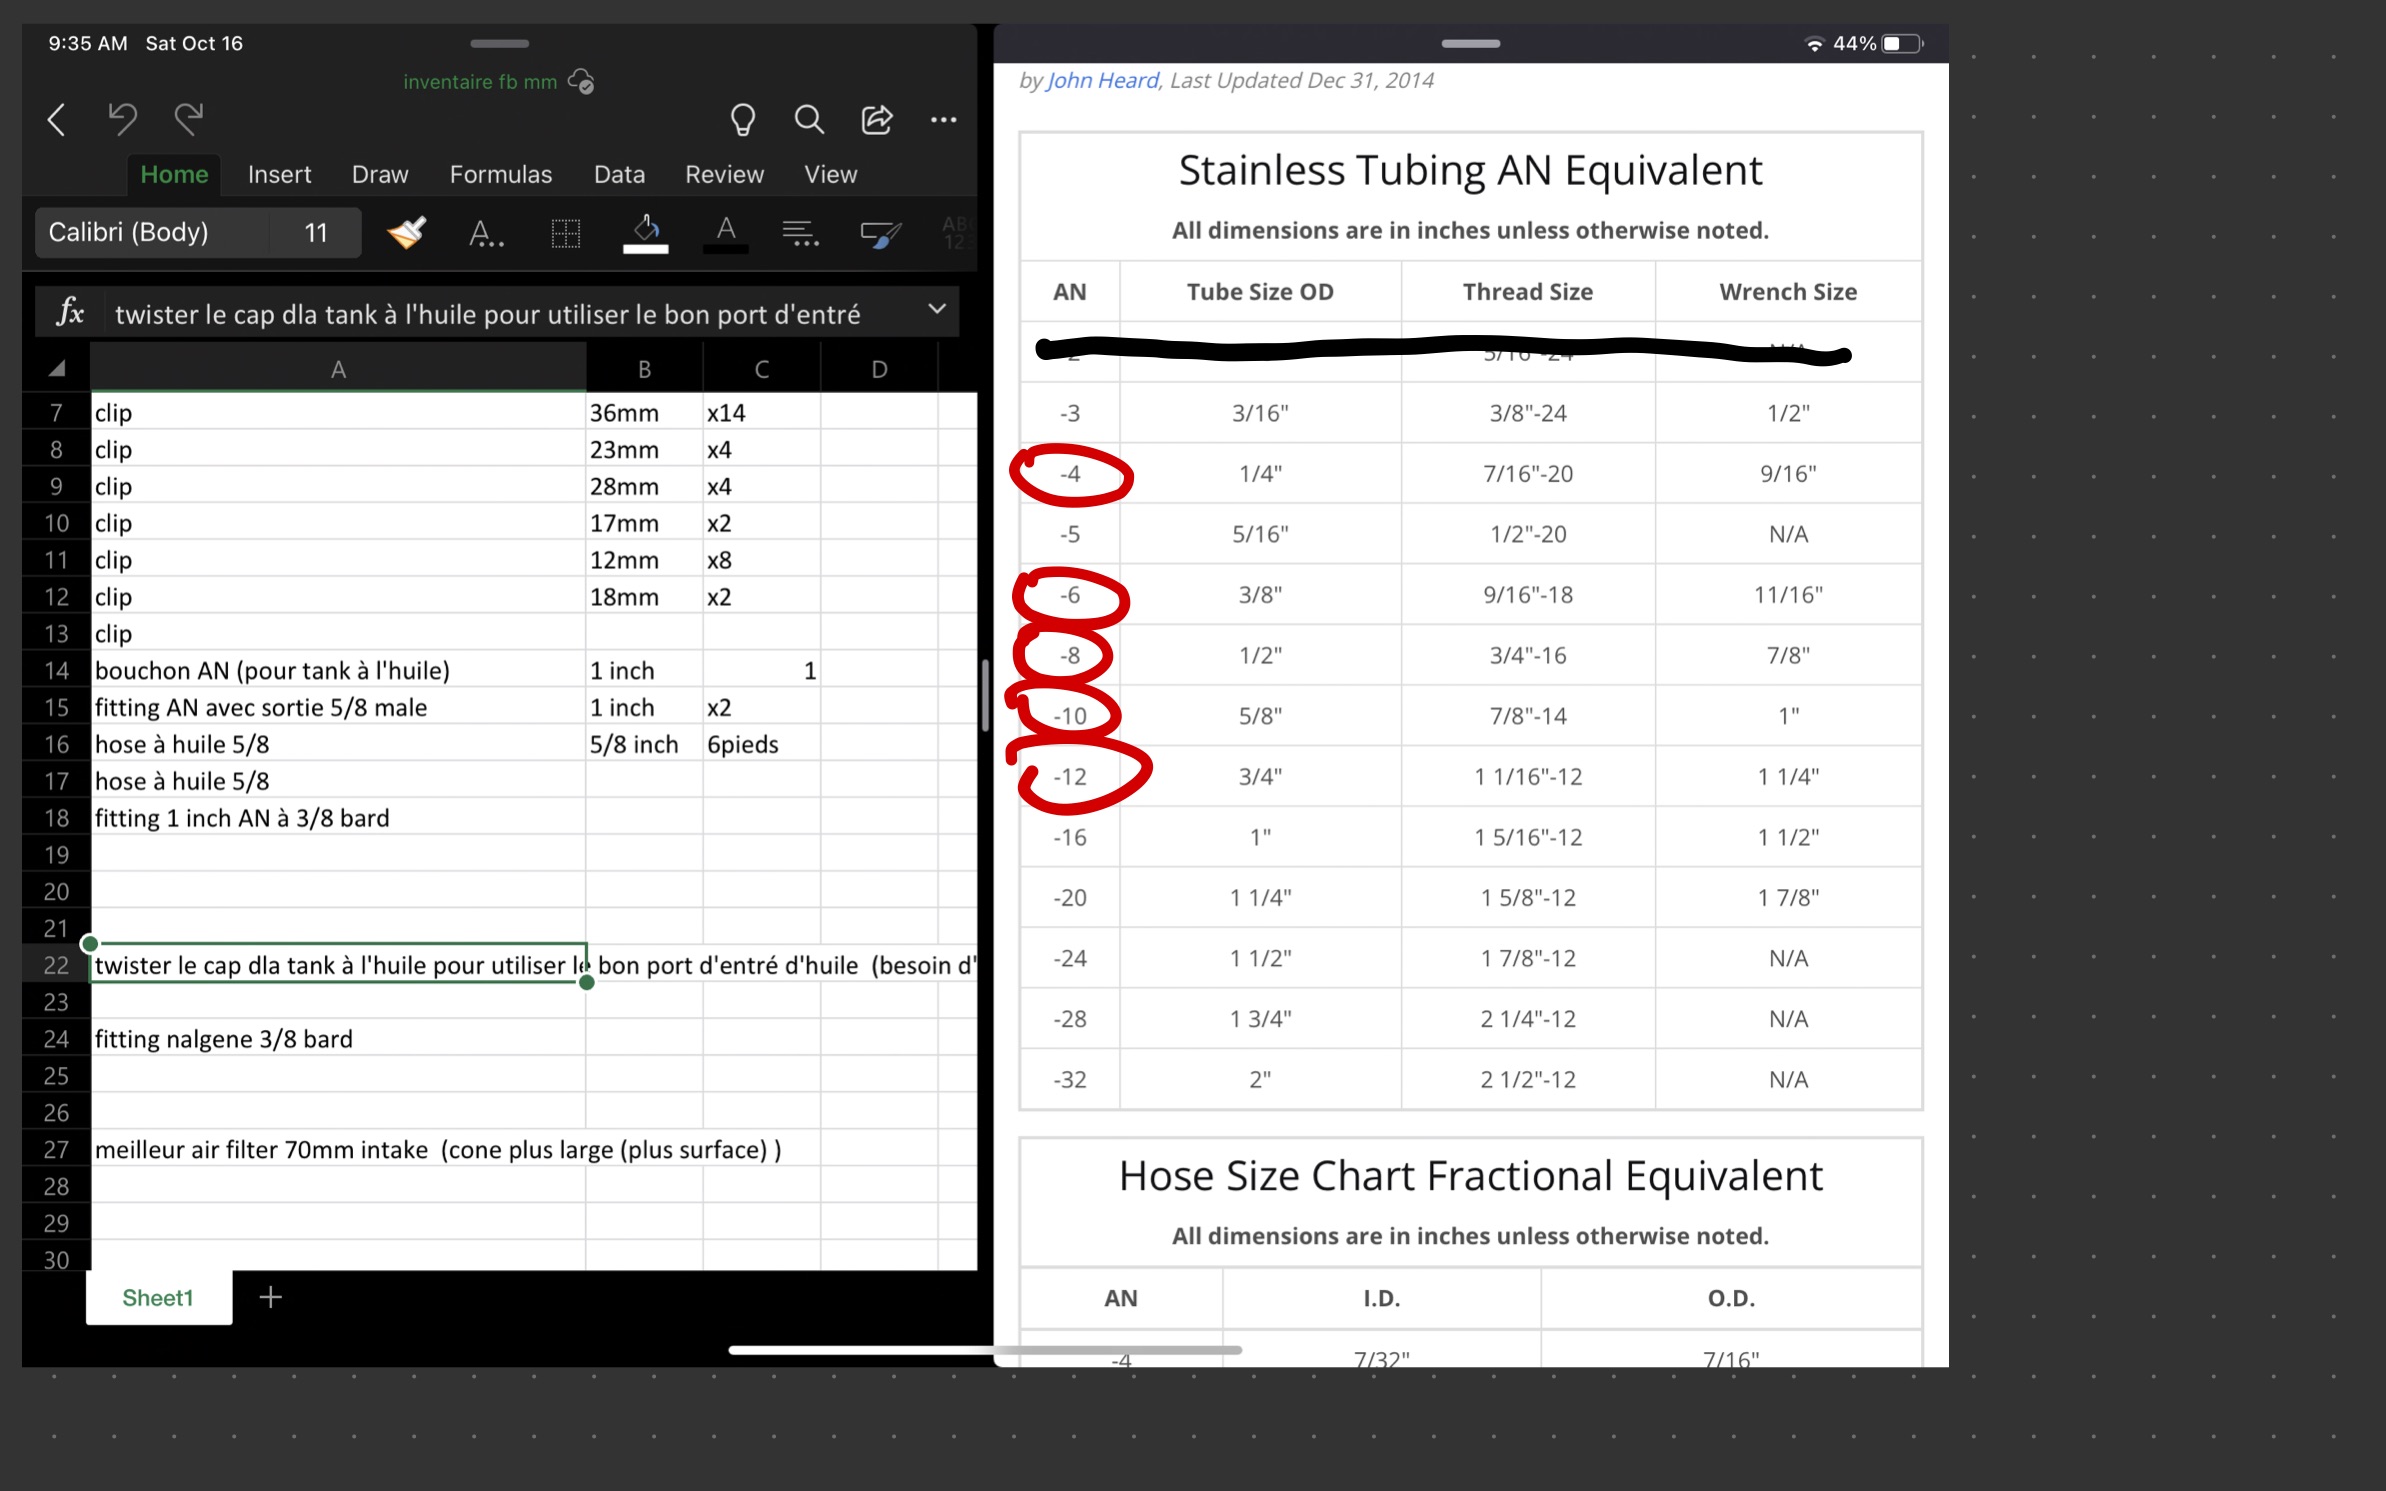 9:35 AM Sat Oct 16
inventaire fb mm
Home Insert Draw Formulas Data Review View
Calibri (Body) 11 A... A
fx twister le cap dla tank à l'huile pour utiliser le bon port d'entré
A B C D
7 clip 36mm x14
8 clip 23mm x4
9 clip 28mm x4
10 clip 17mm x2
11 clip 12mm x8
12 clip 18mm x2
13 clip
14 bouchon AN (pour tank à l'huile) 1 inch 1
15 fitting AN avec sortie 5/8 male 1 inch x2
16 hose à huile 5/8 5/8 inch 6pieds
17 hose à huile 5/8
18 fitting 1 inch AN à 3/8 bard
19
20
21
22 twister le cap dla tank à l'huile pour utiliser le bon port d'entré d'huile (besoin d'
23
24 fitting nalgene 3/8 bard
25
26
27 meilleur air filter 70mm intake (cone plus large (plus surface) )
28
29
30
Sheet1
44%
by John Heard, Last Updated Dec 31, 2014
Stainless Tubing AN Equivalent
All dimensions are in inches unless otherwise noted.
AN Tube Size OD Thread Size Wrench Size
-3 3/16" 3/8"-24 1/2"
-4 1/4" 7/16"-20 9/16"
-5 5/16" 1/2"-20 N/A
-6 3/8" 9/16"-18 11/16"
-8 1/2" 3/4"-16 7/8"
-10 5/8" 7/8"-14 1"
-12 3/4" 1 1/16"-12 1 1/4"
-16 1" 1 5/16"-12 1 1/2"
-20 1 1/4" 1 5/8"-12 1 7/8"
-24 1 1/2" 1 7/8"-12 N/A
-28 1 3/4" 2 1/4"-12 N/A
-32 2" 2 1/2"-12 N/A
Hose Size Chart Fractional Equivalent
All dimensions are in inches unless otherwise noted.
AN I.D. O.D.
-4 7/32" 7/16"